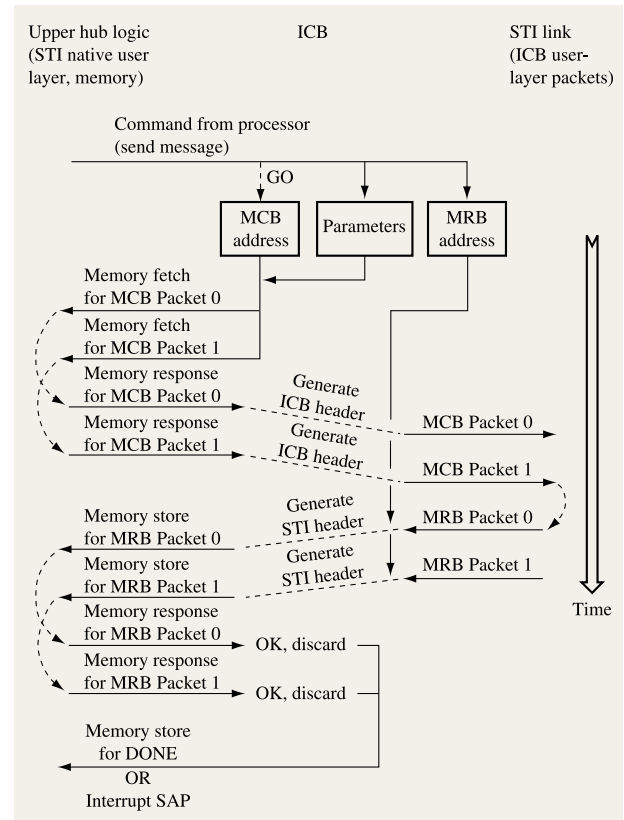 Upper hub logic
(STI native user
layer, memory)
ICB
STI link
(ICB user-
layer packets)
Command from processor
(send message)
GO
MCB
address
Parameters
MRB
address
Memory fetch
for MCB Packet 0
Memory fetch
for MCB Packet 1
Memory response
for MCB Packet 0
Generate
ICB header
MCB Packet 0
Memory response
for MCB Packet 1
Generate
ICB header
MCB Packet 1
Memory store
for MRB Packet 0
Generate
STI header
MRB Packet 0
Memory store
for MRB Packet 1
Generate
STI header
MRB Packet 1
Time
Memory response
for MRB Packet 0
OK, discard
Memory response
for MRB Packet 1
OK, discard
Memory store
for DONE
OR
Interrupt SAP